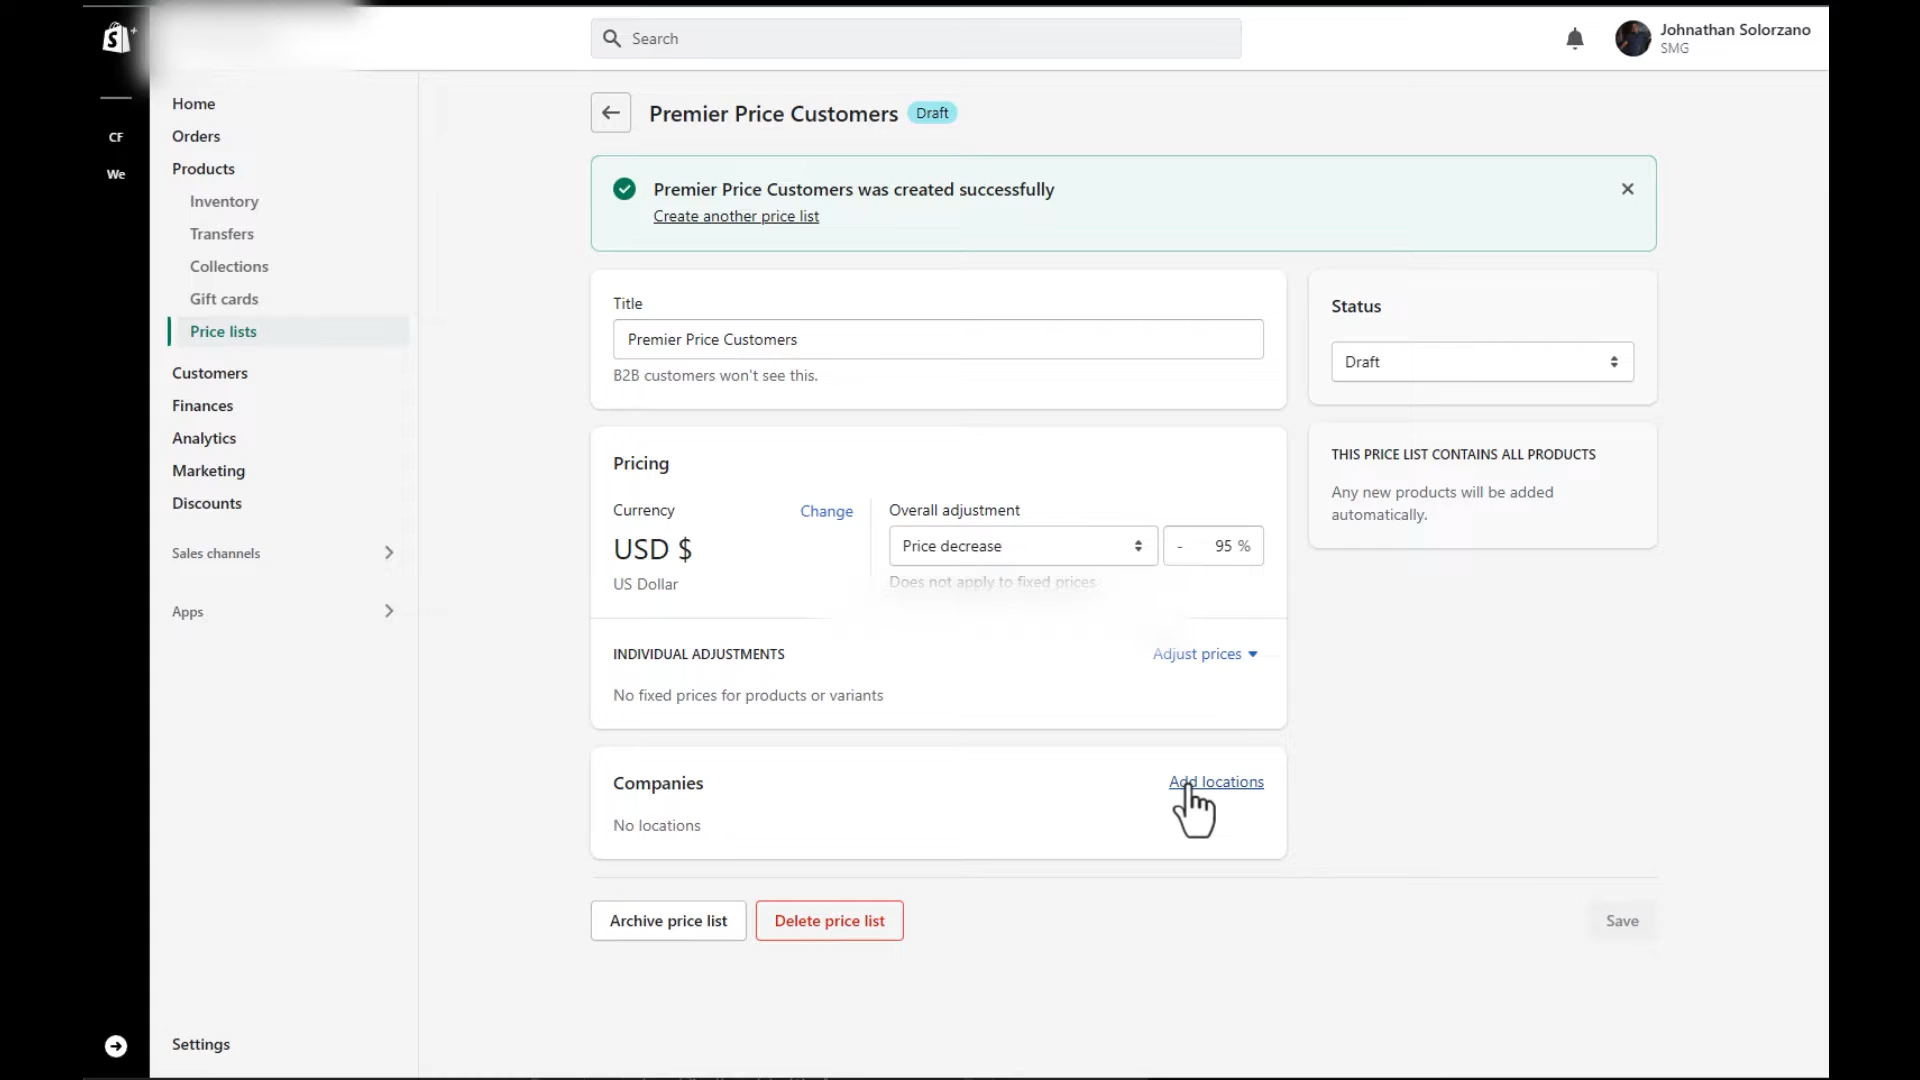 Search
Johnathan Solorzano
SMG
CF
We
Home
Orders
Products
Inventory
Transfers
Collections
Gift cards
Price lists
Customers
Finances
Analytics
Marketing
Discounts
Sales channels
Apps
Settings
Premier Price Customers Draft
Premier Price Customers was created successfully
Create another price list
Title
Premier Price Customers
B2B customers won't see this.
Pricing
Currency Change
USD $
US Dollar
Overall adjustment
Price decrease - 95 %
Does not apply to fixed prices.
INDIVIDUAL ADJUSTMENTS Adjust prices
No fixed prices for products or variants
Companies Add locations
No locations
Status
Draft
THIS PRICE LIST CONTAINS ALL PRODUCTS
Any new products will be added
automatically.
Archive price list Delete price list Save